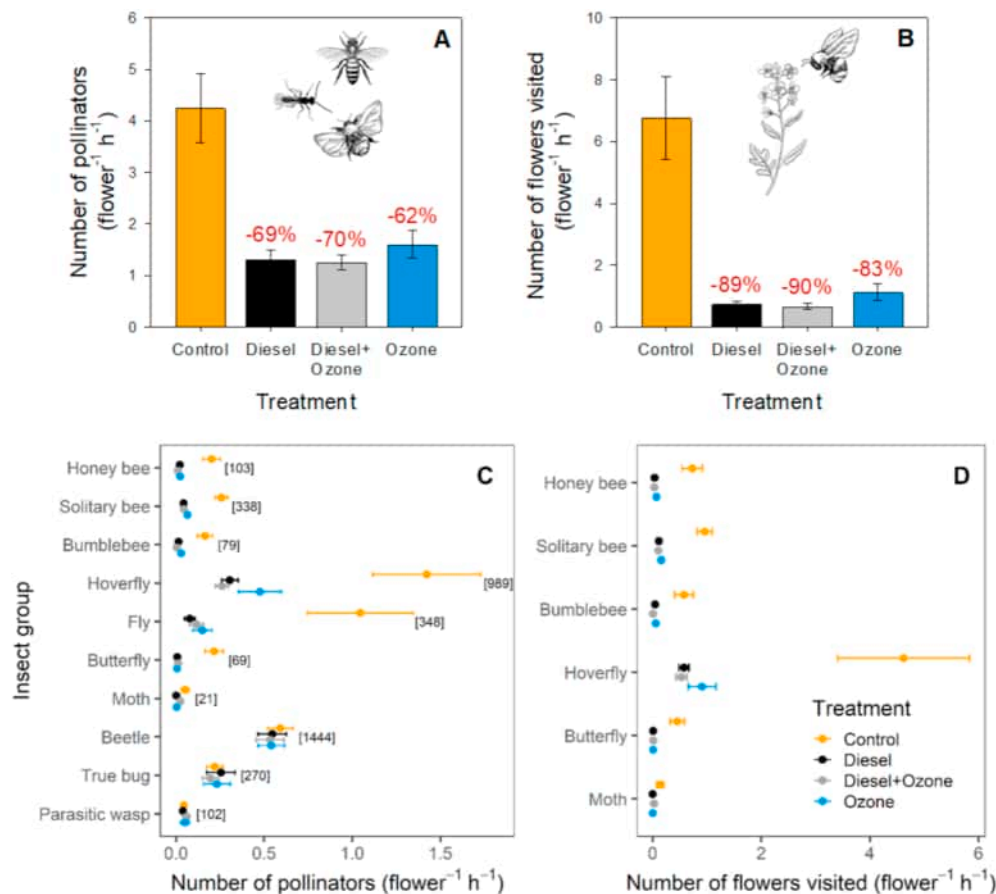 A
Number of pollinators
(flower⁻¹ h⁻¹)
6
5
4
3
2
1
0
-69%
-70%
-62%
Control
Diesel
Diesel+
Ozone
Ozone
Treatment
B
Number of flowers visited
(flower⁻¹ h⁻¹)
10
8
6
4
2
0
-89%
-90%
-83%
Control
Diesel
Diesel+
Ozone
Ozone
Treatment
C
Insect group
Honey bee
[103]
Solitary bee
[338]
Bumblebee
[79]
Hoverfly
[989]
Fly
[348]
Butterfly
[69]
Moth
[21]
Beetle
[1444]
True bug
[270]
Parasitic wasp
[102]
0.0
0.5
1.0
1.5
Number of pollinators (flower⁻¹ h⁻¹)
D
Honey bee
Solitary bee
Bumblebee
Hoverfly
Butterfly
Moth
Treatment
Control
Diesel
Diesel+Ozone
Ozone
0
2
4
6
Number of flowers visited (flower⁻¹ h⁻¹)